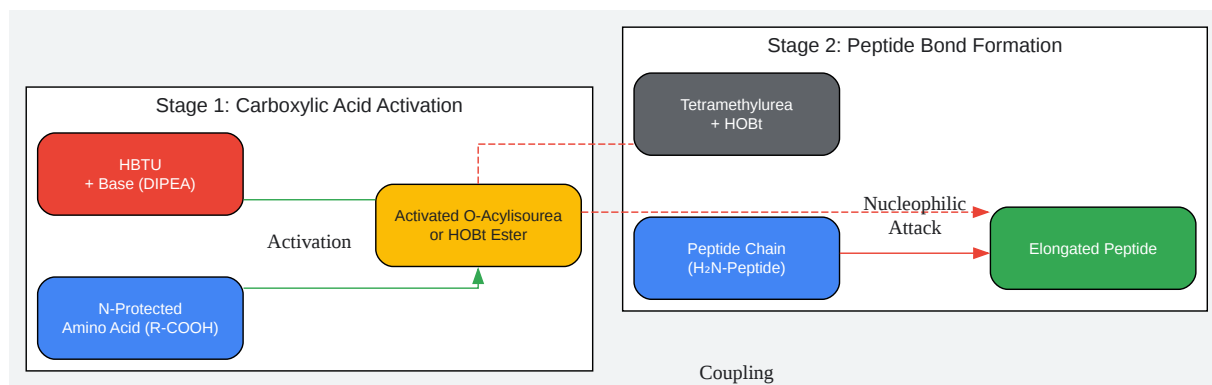 Stage 1: Carboxylic Acid Activation
HBTU
+ Base (DIPEA)
Activation
N-Protected
Amino Acid (R-COOH)
Activated O-Acylisourea
or HOBt Ester
Stage 2: Peptide Bond Formation
Tetramethylurea
+ HOBt
Peptide Chain
(H₂N-Peptide)
Nucleophilic
Attack
Elongated Peptide
Coupling